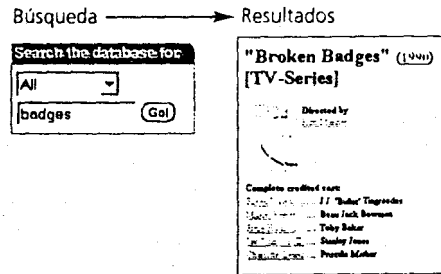 Búsqueda
Resultados
Search the database for
All
badges
Go!
"Broken Badges" (1990)
[TV-Series]
Directed by
Complete credited cast:
.... J.J. "Bullet" Tingreedes
.... Beau Jack Bowman
.... Toby Baker
.... Stanley Jones
.... Priscilla Mather